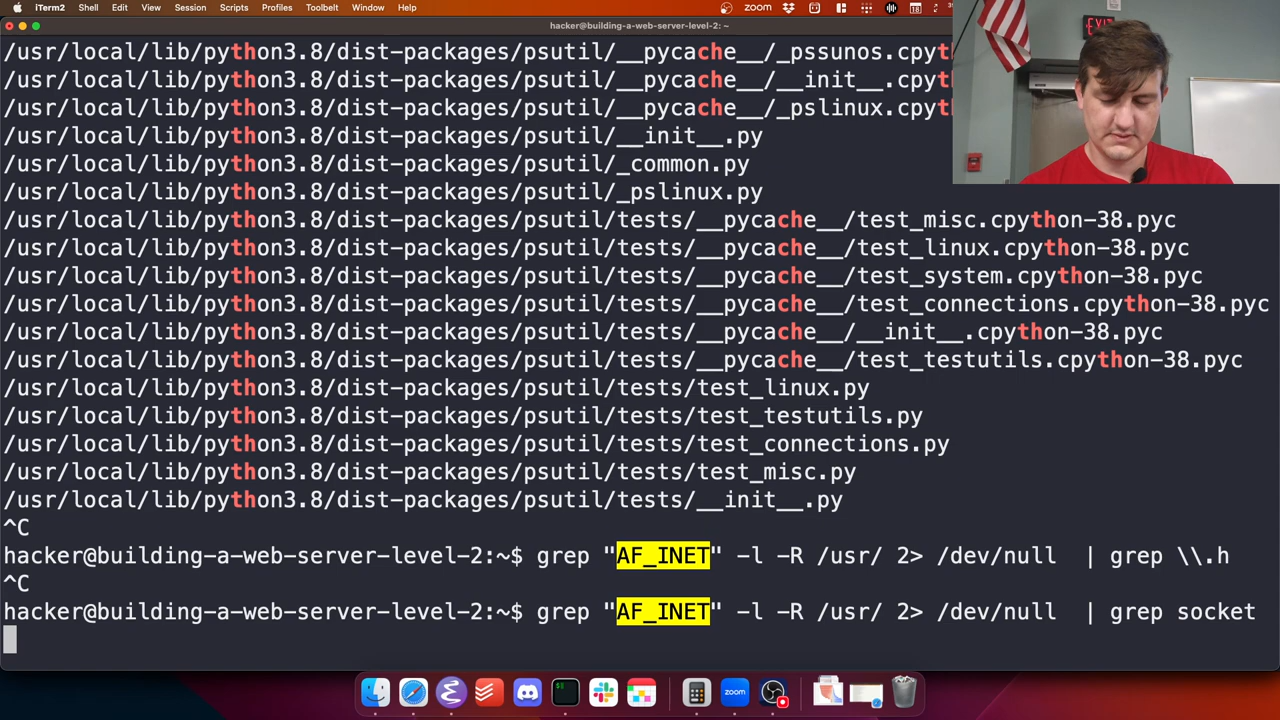 iTerm2 Shell Edit View Session Scripts Profiles Toolbelt Window Help zoom 18
hacker@building-a-web-server-level-2: ~
/usr/local/lib/python3.8/dist-packages/psutil/__pycache__/_pssunos.cpyt
/usr/local/lib/python3.8/dist-packages/psutil/__pycache__/__init__.cpyt
/usr/local/lib/python3.8/dist-packages/psutil/__pycache__/_pslinux.cpyt
/usr/local/lib/python3.8/dist-packages/psutil/__init__.py
/usr/local/lib/python3.8/dist-packages/psutil/_common.py
/usr/local/lib/python3.8/dist-packages/psutil/_pslinux.py
/usr/local/lib/python3.8/dist-packages/psutil/tests/__pycache__/test_misc.cpython-38.pyc
/usr/local/lib/python3.8/dist-packages/psutil/tests/__pycache__/test_linux.cpython-38.pyc
/usr/local/lib/python3.8/dist-packages/psutil/tests/__pycache__/test_system.cpython-38.pyc
/usr/local/lib/python3.8/dist-packages/psutil/tests/__pycache__/test_connections.cpython-38.pyc
/usr/local/lib/python3.8/dist-packages/psutil/tests/__pycache__/__init__.cpython-38.pyc
/usr/local/lib/python3.8/dist-packages/psutil/tests/__pycache__/test_testutils.cpython-38.pyc
/usr/local/lib/python3.8/dist-packages/psutil/tests/test_linux.py
/usr/local/lib/python3.8/dist-packages/psutil/tests/test_testutils.py
/usr/local/lib/python3.8/dist-packages/psutil/tests/test_connections.py
/usr/local/lib/python3.8/dist-packages/psutil/tests/test_misc.py
/usr/local/lib/python3.8/dist-packages/psutil/tests/__init__.py
^C
hacker@building-a-web-server-level-2:~$ grep "AF_INET" -l -R /usr/ 2> /dev/null | grep \\.h
^C
hacker@building-a-web-server-level-2:~$ grep "AF_INET" -l -R /usr/ 2> /dev/null | grep socket
EXIT
zoom